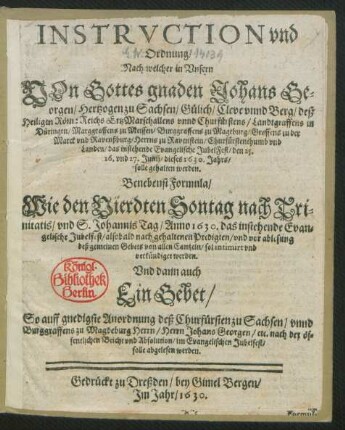 INSTRVCTION vnd
Ordnung/
Nach welcher in Vnsern
Von Gottes gnaden Johans Ge-
orgen/ Hertzogen zu Sachsen/ Gülich/ Cleve vnnd Berg/ deß
Heiligen Röm: Reichs ErtzMarschallens vnnd Churfürstens/ Landtgraffens in
Düringen/ Marggraffens zu Meissen/ Burggraffens zu Magdeburg/ Graffens zu der
Marck vnd Ravenßburg/ Herrns zu Ravenstein/ Churfürstenthumb vnd
Landen/ das instehende Evangelische JubelFest den 25.
26. vnd 27. Junij/ dieses 1630. Jahrs/
solle gehalten werden.
Benebenst Formula/
Wie den Vierdten Sontag nach Tri-
nitatis/ vnd S. Johannis Tag/ Anno 1630. das instehende Evan-
gelische Jubelfest/ alsbald nach gehaltenen Predigten/ vnd vor ablesung
deß gemeinen Gebets von allen Cantzeln/ sol intimiret vnd
verkündiget werden.
Vnd dann auch
Ein Gebet/
So auff gnedigste Anordnung deß Churfürsten zu Sachsen/ vnnd
Burggraffens zu Magdeburg Herrn/ Herrn Johans Georgen/ etc. nach der öf-
fentlichen Beicht vnd Absolution/ im Evangelischen Jubelfest/
solle abgelesen werden.
Königl.
Bibliothek
Berlin.
Gedruckt zu Dreßden/ bey Gimel Bergen/
Im Jahr/ 1630.